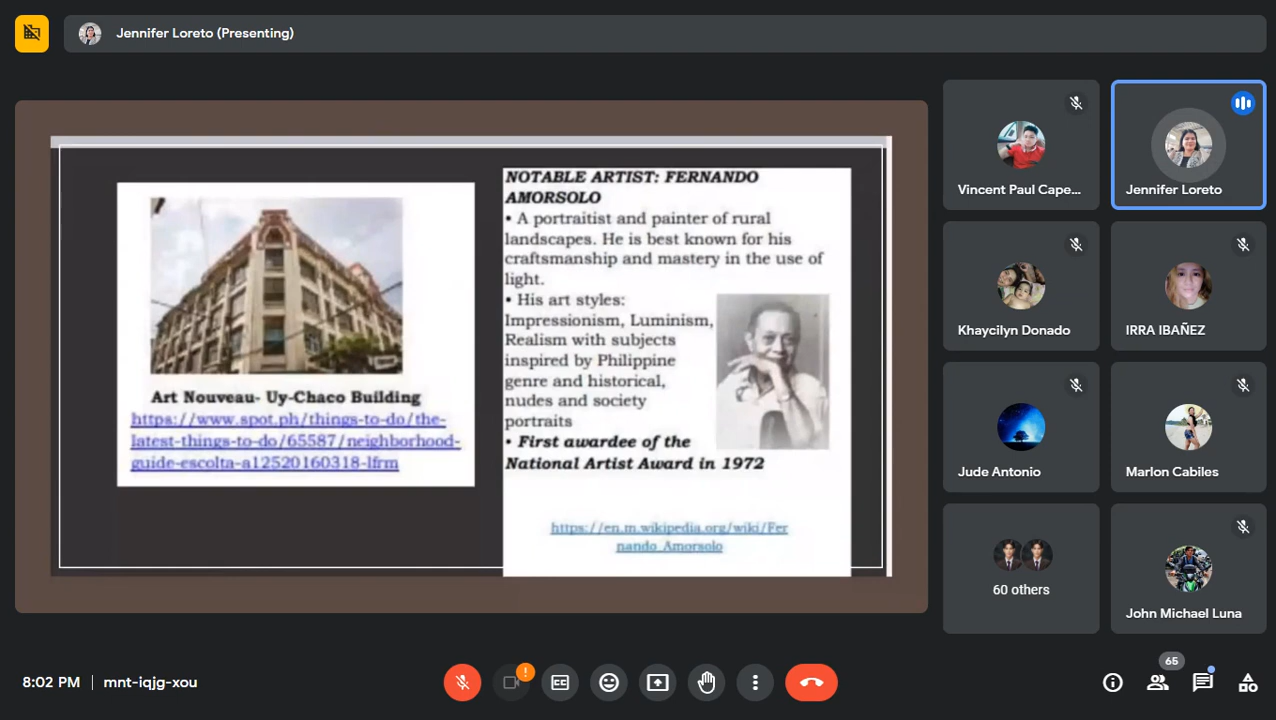 Jennifer Loreto (Presenting)
Art Nouveau- Uy-Chaco Building
https://www.spot.ph/things-to-do/the-
latest-things-to-do/65587/neighborhood-
guide-escolta-a12520160318-lfrm
NOTABLE ARTIST: FERNANDO
AMORSOLO
• A portraitist and painter of rural
landscapes. He is best known for his
craftsmanship and mastery in the use of
light.
• His art styles:
Impressionism, Luminism,
Realism with subjects
inspired by Philippine
genre and historical,
nudes and society
portraits
• First awardee of the
National Artist Award in 1972
https://en.m.wikipedia.org/wiki/Fer
nando_Amorsolo
Vincent Paul Cape...
Jennifer Loreto
Khaycilyn Donado
IRRA IBAÑEZ
Jude Antonio
Marlon Cabiles
60 others
John Michael Luna
8:02 PM | mnt-iqjg-xou
!
CC
65